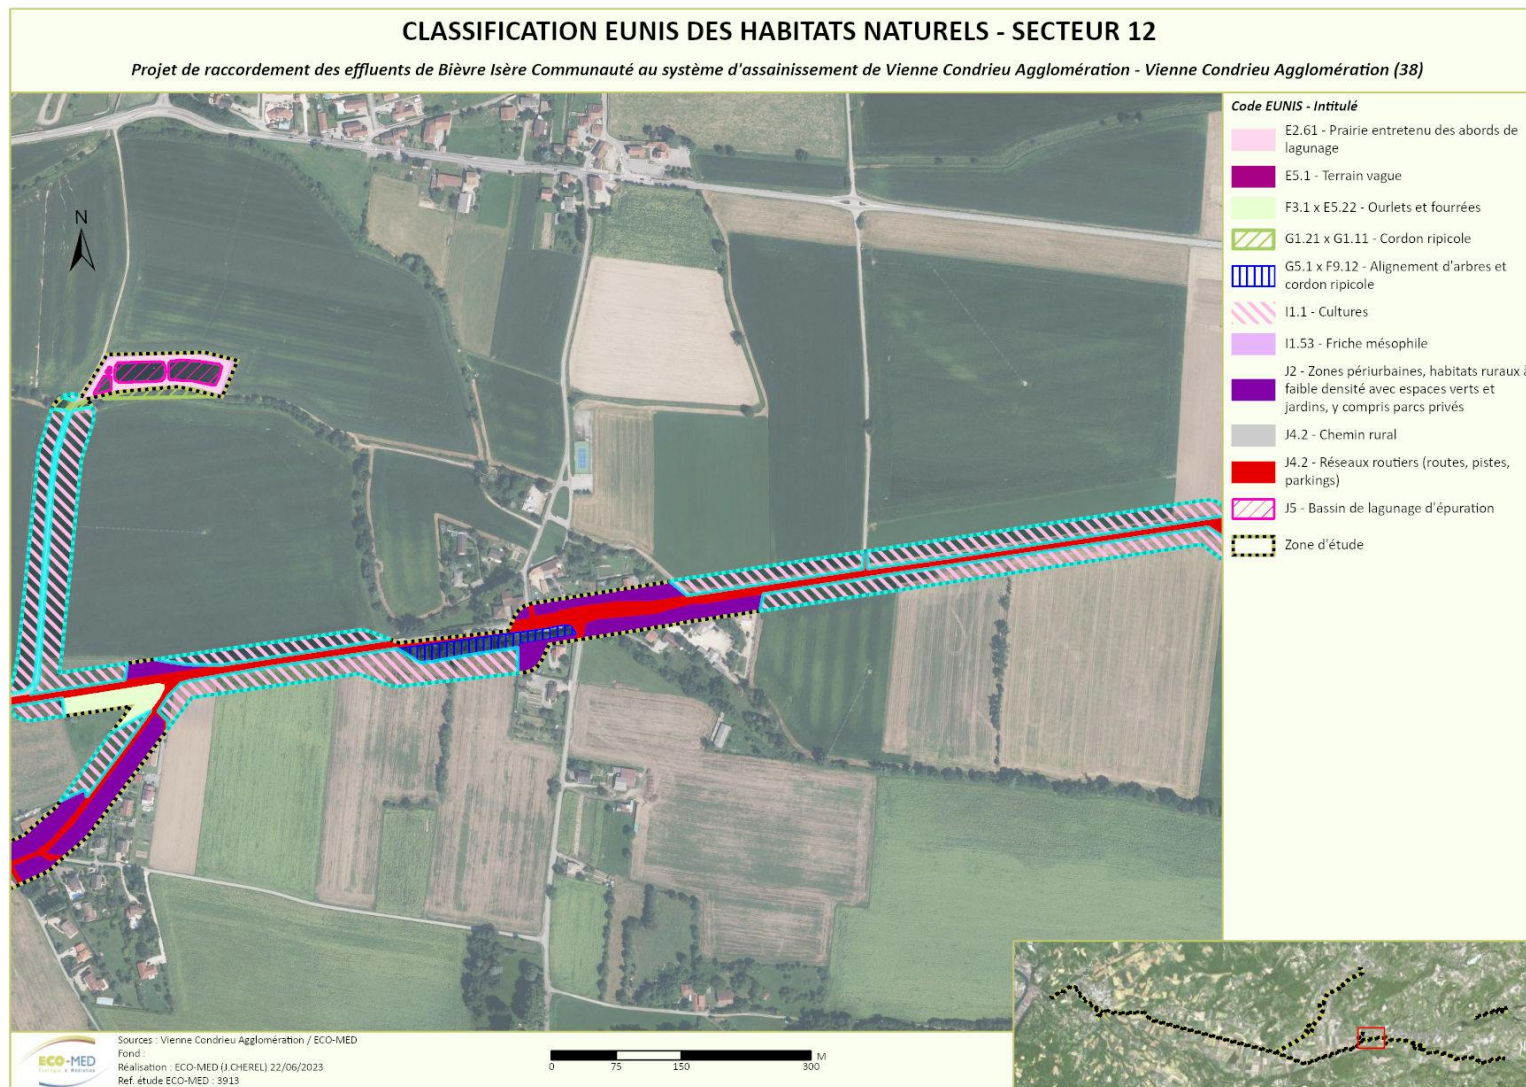 CLASSIFICATION EUNIS DES HABITATS NATURELS - SECTEUR 12
Projet de raccordement des effluents de Bièvre Isère Communauté au système d'assainissement de Vienne Condrieu Agglomération - Vienne Condrieu Agglomération (38)
N
Code EUNIS - Intitulé
E2.61 - Prairie entretenu des abords de
lagunage
E5.1 - Terrain vague
F3.1 x E5.22 - Ourlets et fourrées
G1.21 x G1.11 - Cordon ripicole
G5.1 x F9.12 - Alignement d'arbres et
cordon ripicole
I1.1 - Cultures
I1.53 - Friche mésophile
J2 - Zones périurbaines, habitats ruraux à
faible densité avec espaces verts et
jardins, y compris parcs privés
J4.2 - Chemin rural
J4.2 - Réseaux routiers (routes, pistes,
parkings)
J5 - Bassin de lagunage d'épuration
Zone d'étude
ECO-MED
Ecologie & Médiation
Sources : Vienne Condrieu Agglomération / ECO-MED
Fond :
Réalisation : ECO-MED (J.CHEREL) 22/06/2023
Ref. étude ECO-MED : 3913
M
0 75 150 300